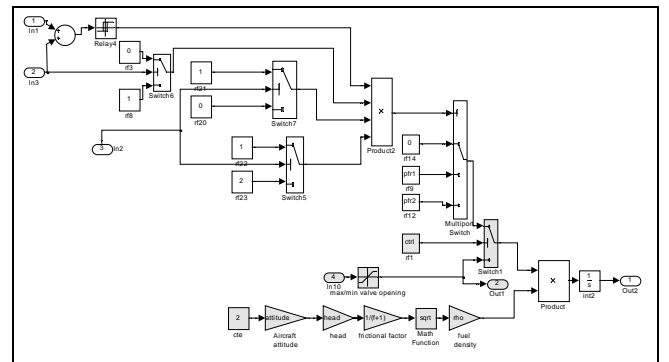 1
In1
Relay4
2
In3
0
rf3
Switch6
1
rf8
1
rf21
0
rf20
Switch7
3
In2
1
rf22
2
rf23
Switch5
×
Product2
0
rf14
pfr1
rf9
pfr2
rf12
Multiport
Switch
ctrl
rf1
Switch1
4
In10
max/min valve opening
2
Out1
×
Product
1
s
int2
1
Out2
2
cte
attitude
Aircraft
attitude
head
head
1/(f+1)
frictional factor
sqrt
Math
Function
rho
fuel
density